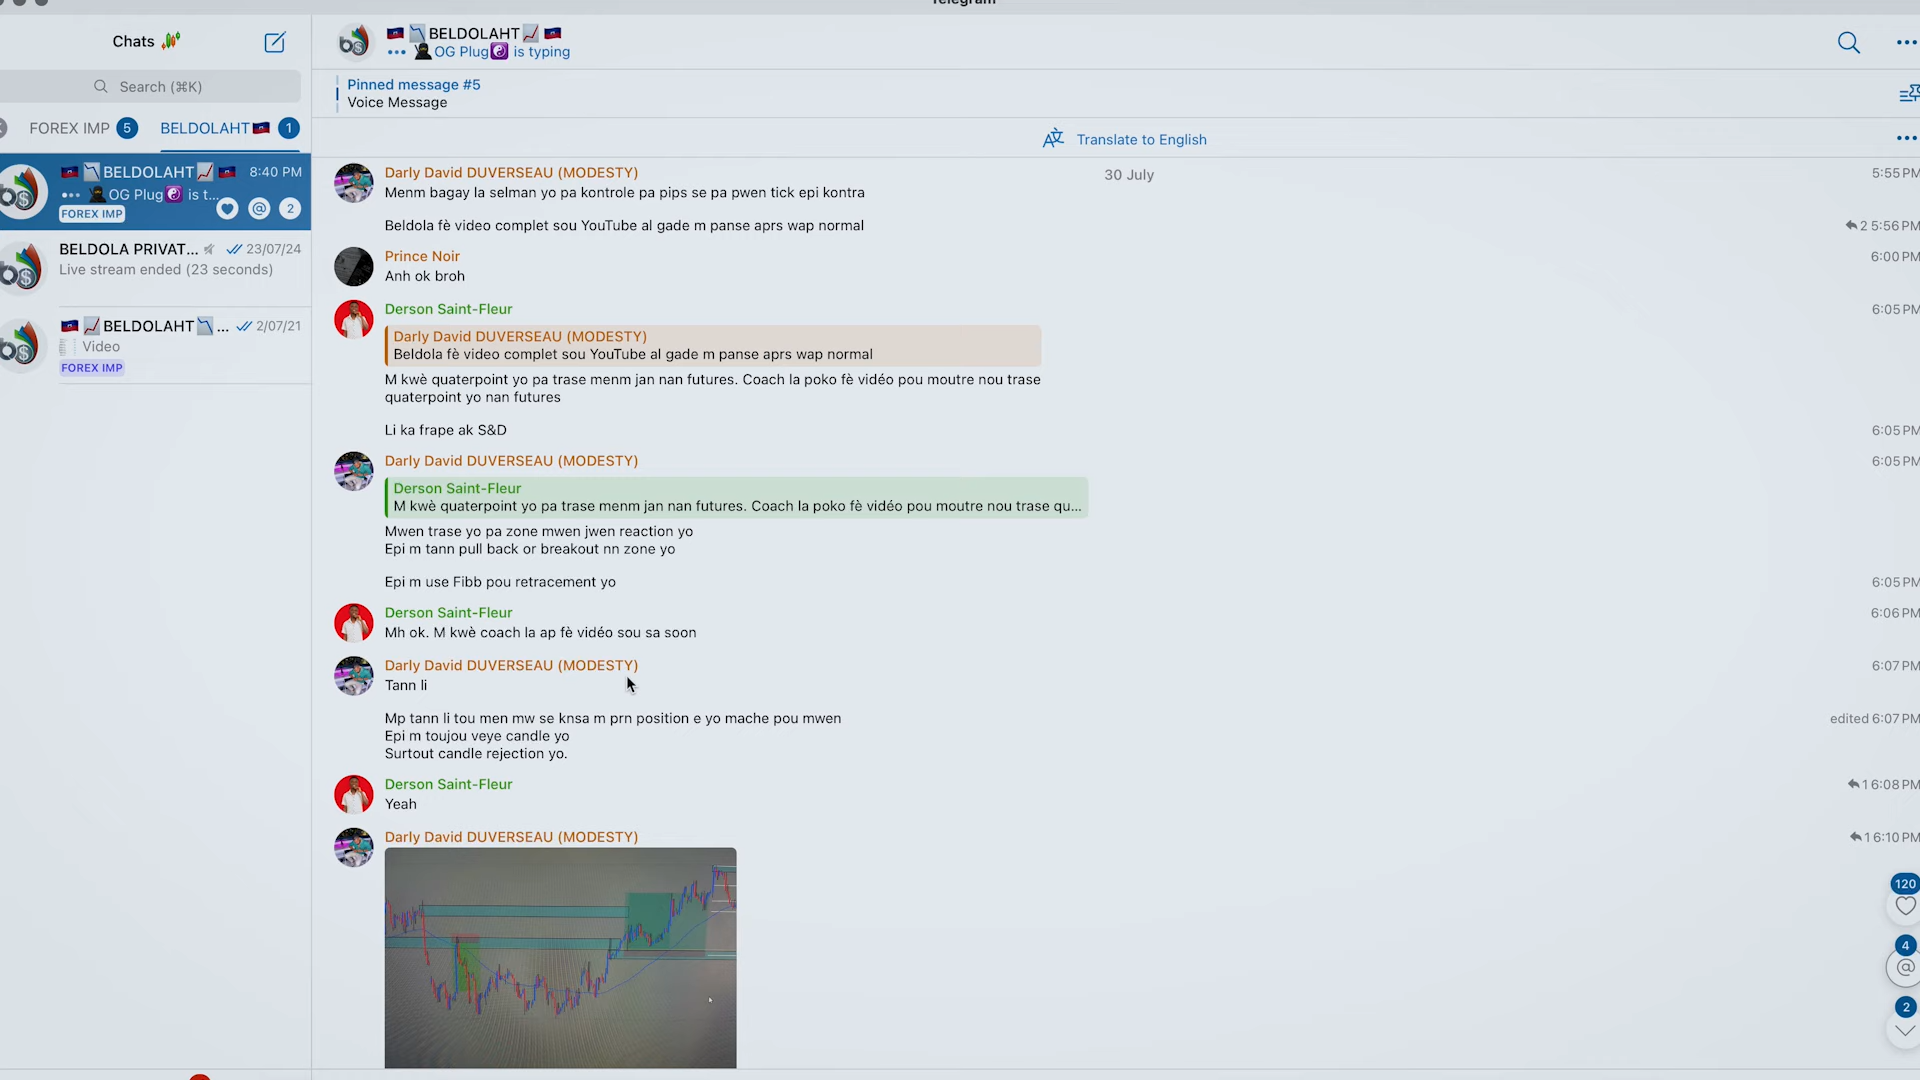 Telegram
Chats
Search (⌘K)
FOREX IMP 5
BELDOLAHT🇭🇹 1
🇭🇹 📉BELDOLAHT📈 🇭🇹 8:40 PM
••• 🥷OG Plug☯️ is t...
FOREX IMP
@ 2
BELDOLA PRIVAT... 23/07/24
Live stream ended (23 seconds)
🇭🇹 📈BELDOLAHT📉 ... 2/07/21
Video
FOREX IMP
🇭🇹 📉BELDOLAHT📈 🇭🇹
••• 🥷OG Plug☯️ is typing
Pinned message #5
Voice Message
Translate to English
30 July
Darly David DUVERSEAU (MODESTY) 5:55 PM
Menm bagay la selman yo pa kontrole pa pips se pa pwen tick epi kontra
Beldola fè video complet sou YouTube al gade m panse aprs wap normal 2 5:56 PM
Prince Noir 6:00 PM
Anh ok broh
Derson Saint-Fleur 6:05 PM
Darly David DUVERSEAU (MODESTY)
Beldola fè video complet sou YouTube al gade m panse aprs wap normal
M kwè quaterpoint yo pa trase menm jan nan futures. Coach la poko fè vidéo pou moutre nou trase
quaterpoint yo nan futures
Li ka frape ak S&D 6:05 PM
Darly David DUVERSEAU (MODESTY) 6:05 PM
Derson Saint-Fleur
M kwè quaterpoint yo pa trase menm jan nan futures. Coach la poko fè vidéo pou moutre nou trase qu...
Mwen trase yo pa zone mwen jwen reaction yo
Epi m tann pull back or breakout nn zone yo
Epi m use Fibb pou retracement yo 6:05 PM
Derson Saint-Fleur 6:06 PM
Mh ok. M kwè coach la ap fè vidéo sou sa soon
Darly David DUVERSEAU (MODESTY) 6:07 PM
Tann li
Mp tann li tou men mw se knsa m prn position e yo mache pou mwen edited 6:07 PM
Epi m toujou veye candle yo
Surtout candle rejection yo.
Derson Saint-Fleur 1 6:08 PM
Yeah
Darly David DUVERSEAU (MODESTY) 1 6:10 PM
120
4
@
2